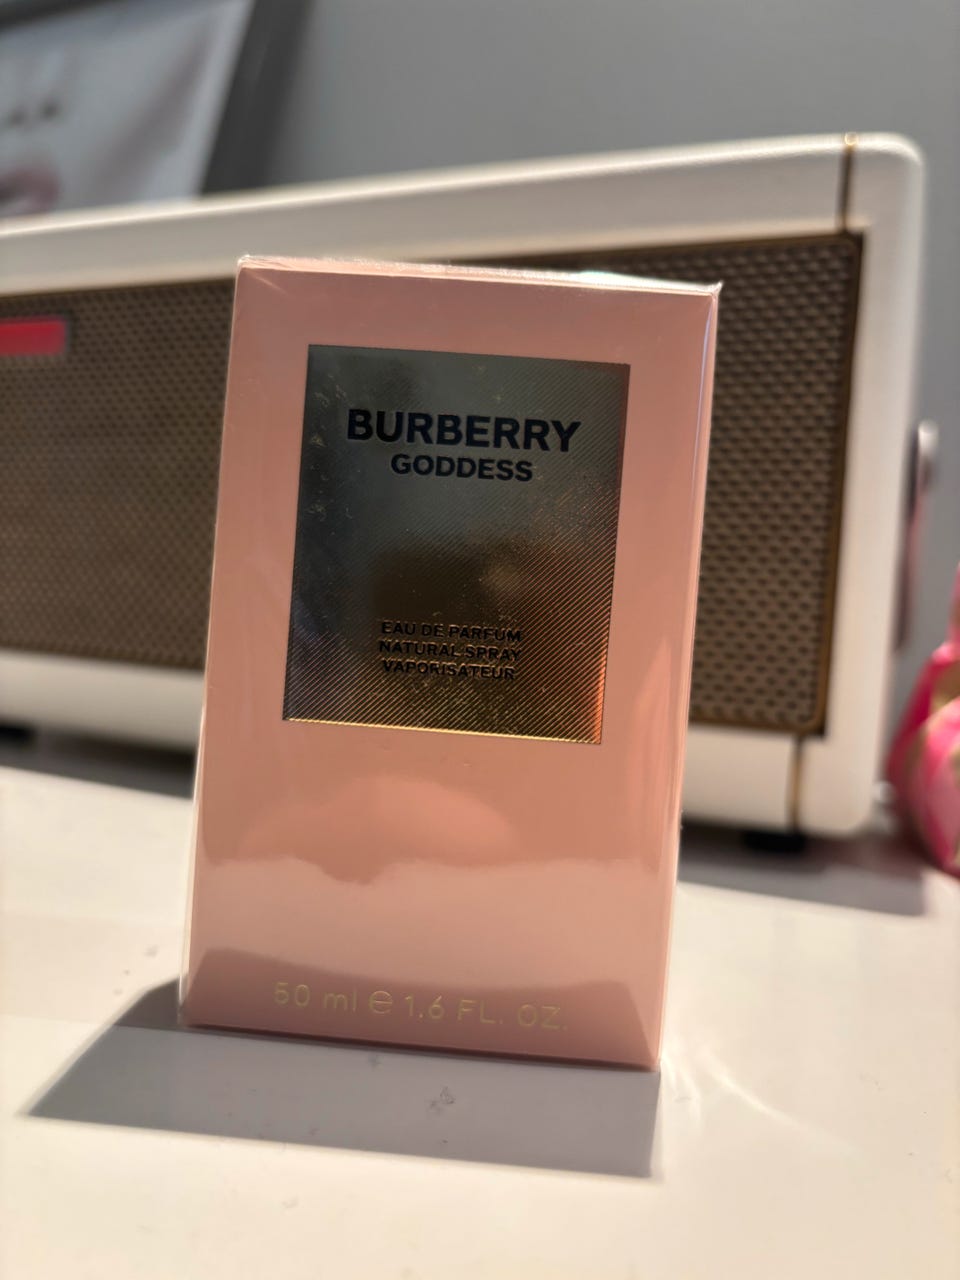 BURBERRY
GODDESS
EAU DE PARFUM
NATURAL SPRAY
VAPORISATEUR
50 ml ℮ 1.6 FL. OZ.